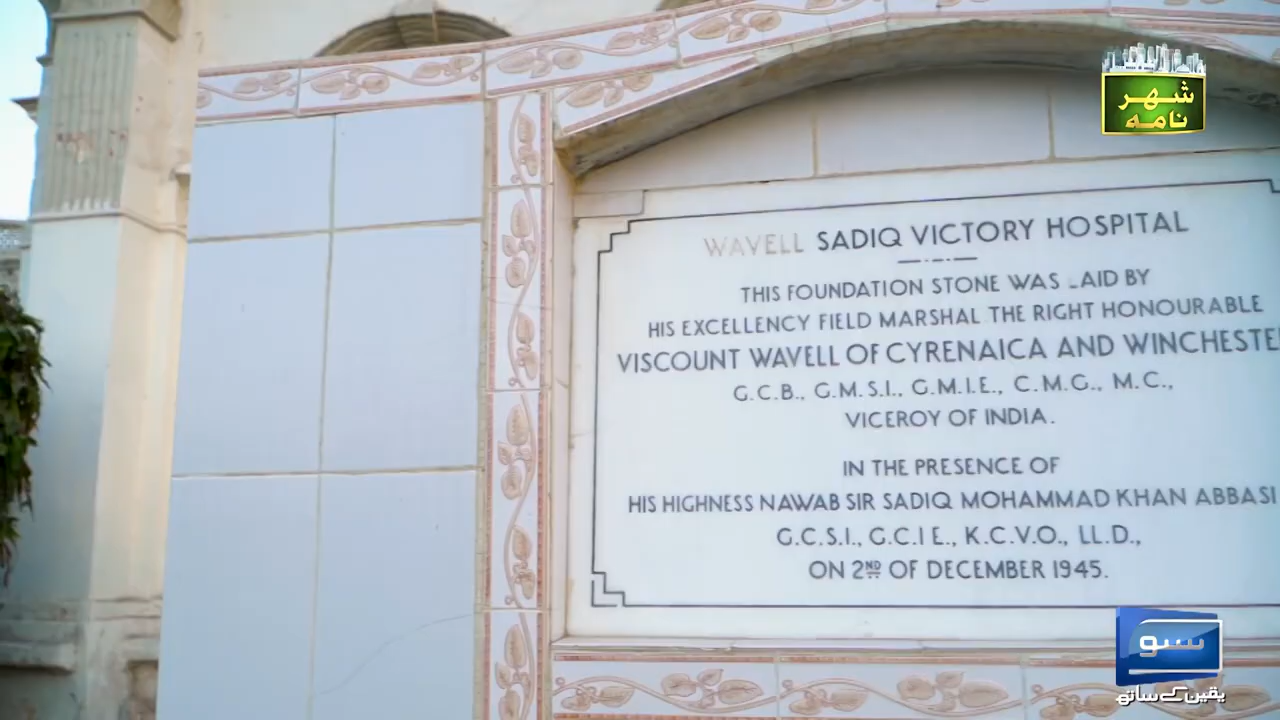 شہر
نامہ
WAVELL SADIQ VICTORY HOSPITAL
THIS FOUNDATION STONE WAS LAID BY
HIS EXCELLENCY FIELD MARSHAL THE RIGHT HONOURABLE
VISCOUNT WAVELL OF CYRENAICA AND WINCHESTE
G.C.B., G.M.S.I., G.M.I.E., C.M.G., M.C.,
VICEROY OF INDIA.
IN THE PRESENCE OF
HIS HIGHNESS NAWAB SIR SADIQ MOHAMMAD KHAN ABBASI
G.C.S.I., G.C.I E., K.C.V.O., LL.D.,
ON 2ND OF DECEMBER 1945.
سو
یقین کے ساتھ